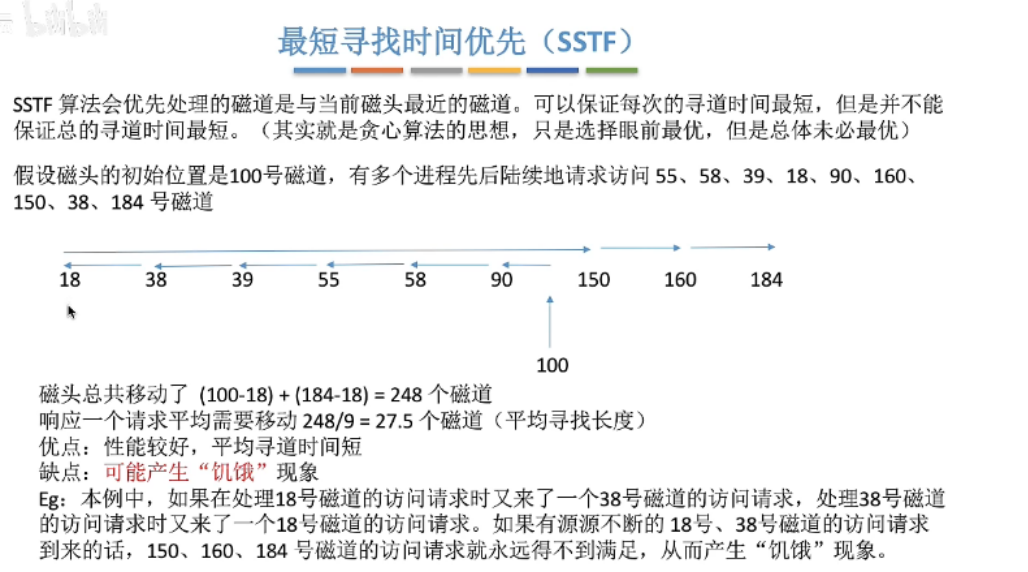 最短寻找时间优先（SSTF）
SSTF 算法会优先处理的磁道是与当前磁头最近的磁道。可以保证每次的寻道时间最短，但是并不能
保证总的寻道时间最短。（其实就是贪心算法的思想，只是选择眼前最优，但是总体未必最优）
假设磁头的初始位置是100号磁道，有多个进程先后陆续地请求访问 55、58、39、18、90、160、
150、38、184 号磁道
18 38 39 55 58 90 150 160 184
100
磁头总共移动了 (100-18) + (184-18) = 248 个磁道
响应一个请求平均需要移动 248/9 = 27.5 个磁道（平均寻找长度）
优点：性能较好，平均寻道时间短
缺点：可能产生“饥饿”现象
Eg：本例中，如果在处理18号磁道的访问请求时又来了一个38号磁道的访问请求，处理38号磁道
的访问请求时又来了一个18号磁道的访问请求。如果有源源不断的 18号、38号磁道的访问请求
到来的话，150、160、184 号磁道的访问请求就永远得不到满足，从而产生“饥饿”现象。